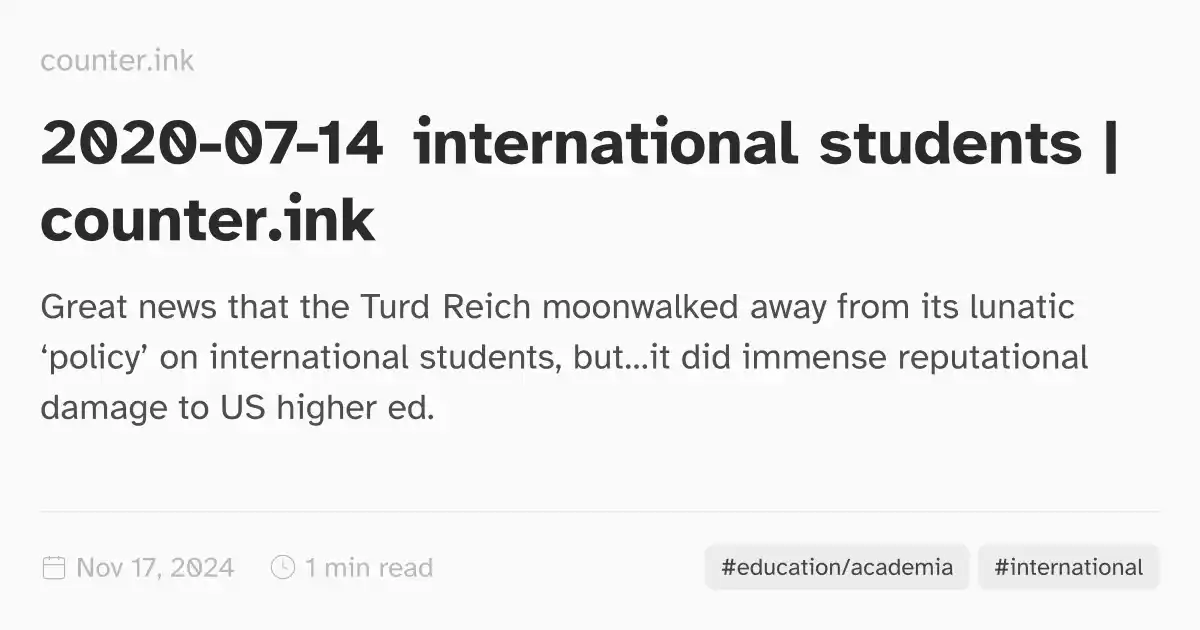 counter.ink
2020-07-14 international students |
counter.ink
Great news that the Turd Reich moonwalked away from its lunatic
‘policy’ on international students, but…it did immense reputational
damage to US higher ed.
Nov 17, 2024 1 min read #education/academia #international